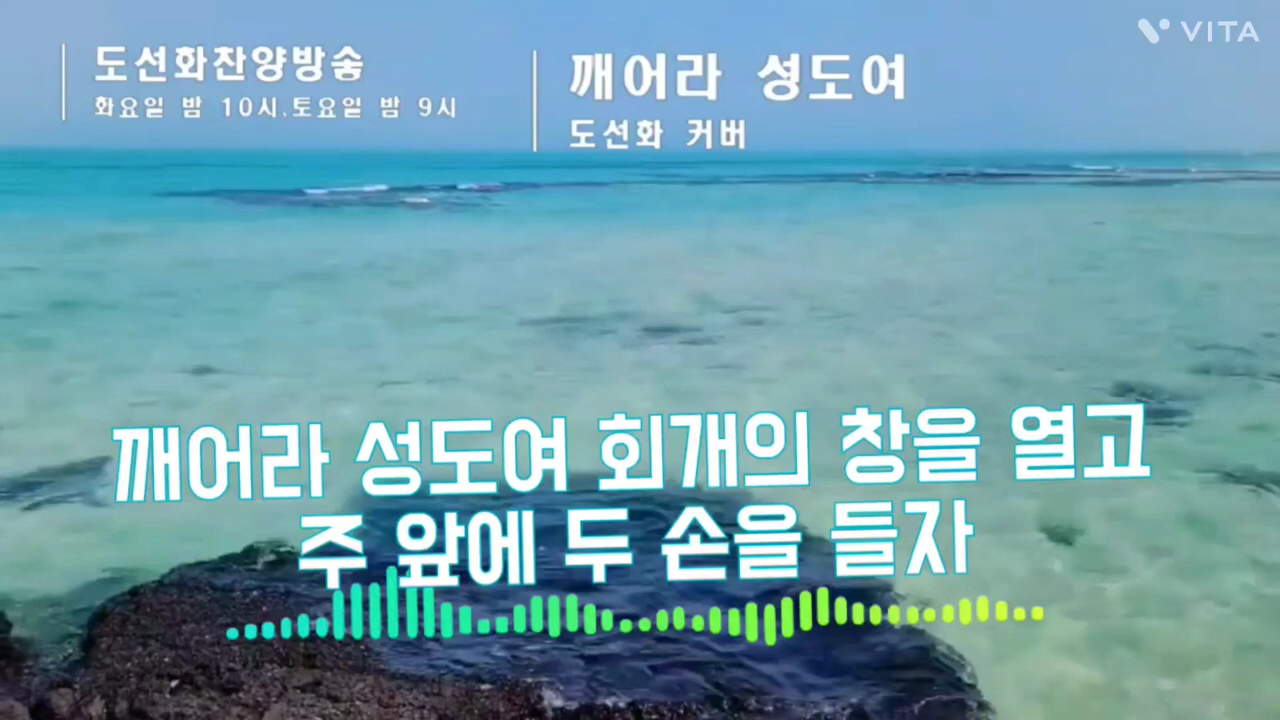 도선화찬양방송
화요일 밤 10시.토요일 밤 9시
깨어라 성도여
도선화 커버
VITA
깨어라 성도여 회개의 창을 열고
주 앞에 두 손을 들자